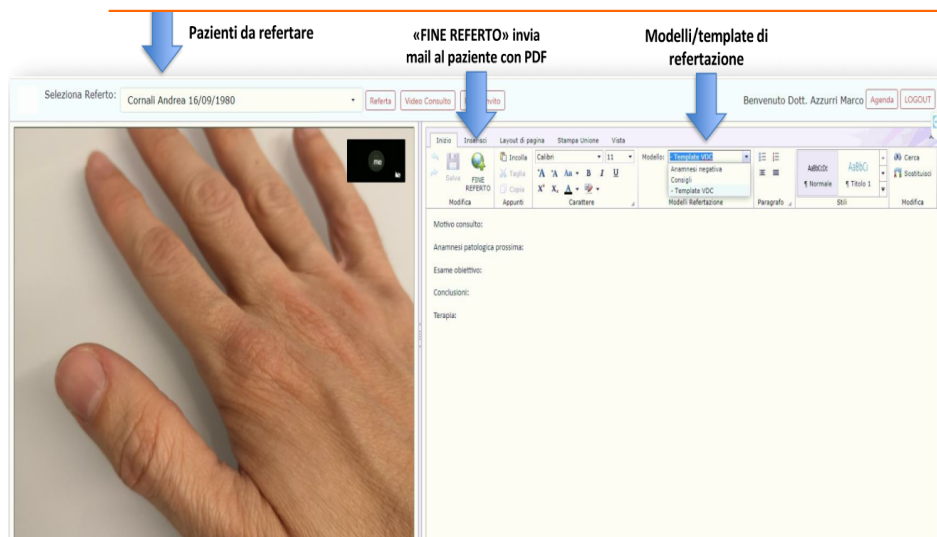 Pazienti da refertare
«FINE REFERTO» invia
mail al paziente con PDF
Modelli/template di
refertazione
Seleziona Referto:
Cornali Andrea 16/09/1980
Referta
Video Consulto
Benvenuto Dott. Azzurri Marco
Agenda
LOGOUT
me
Inizio
Inserisci
Layout di pagina
Stampa Unione
Vista
Salva
FINE
REFERTO
Modifica
Incolla
Taglia
Copia
Appunti
Calibri
11
Carattere
Modello:
- Template VDC
Anamnesi negativa
Consigli
- Template VDC
Modelli Refertazione
Paragrafo
AaBbCcDc
¶ Normale
AaBbCi
¶ Titolo 1
Stili
Cerca
Sostituisci
Modifica
Motivo consulto:
Anamnesi patologica prossima:
Esame obiettivo:
Conclusioni:
Terapia: